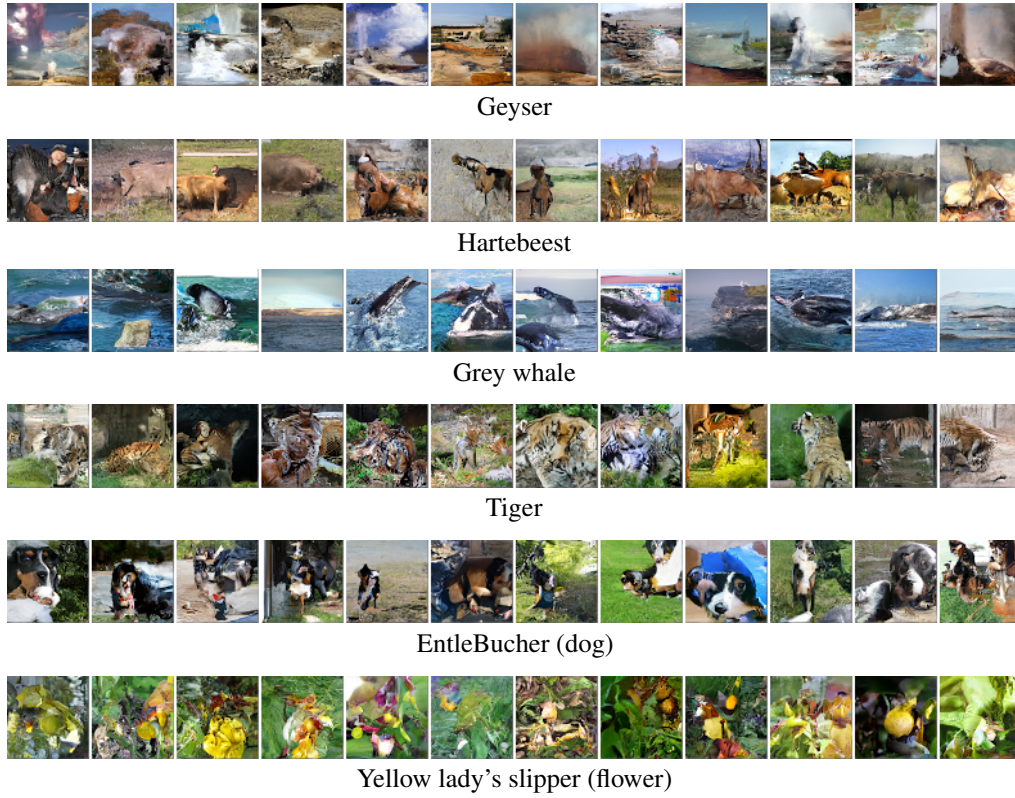 Geyser
Hartebeest
Grey whale
Tiger
EntleBucher (dog)
Yellow lady's slipper (flower)